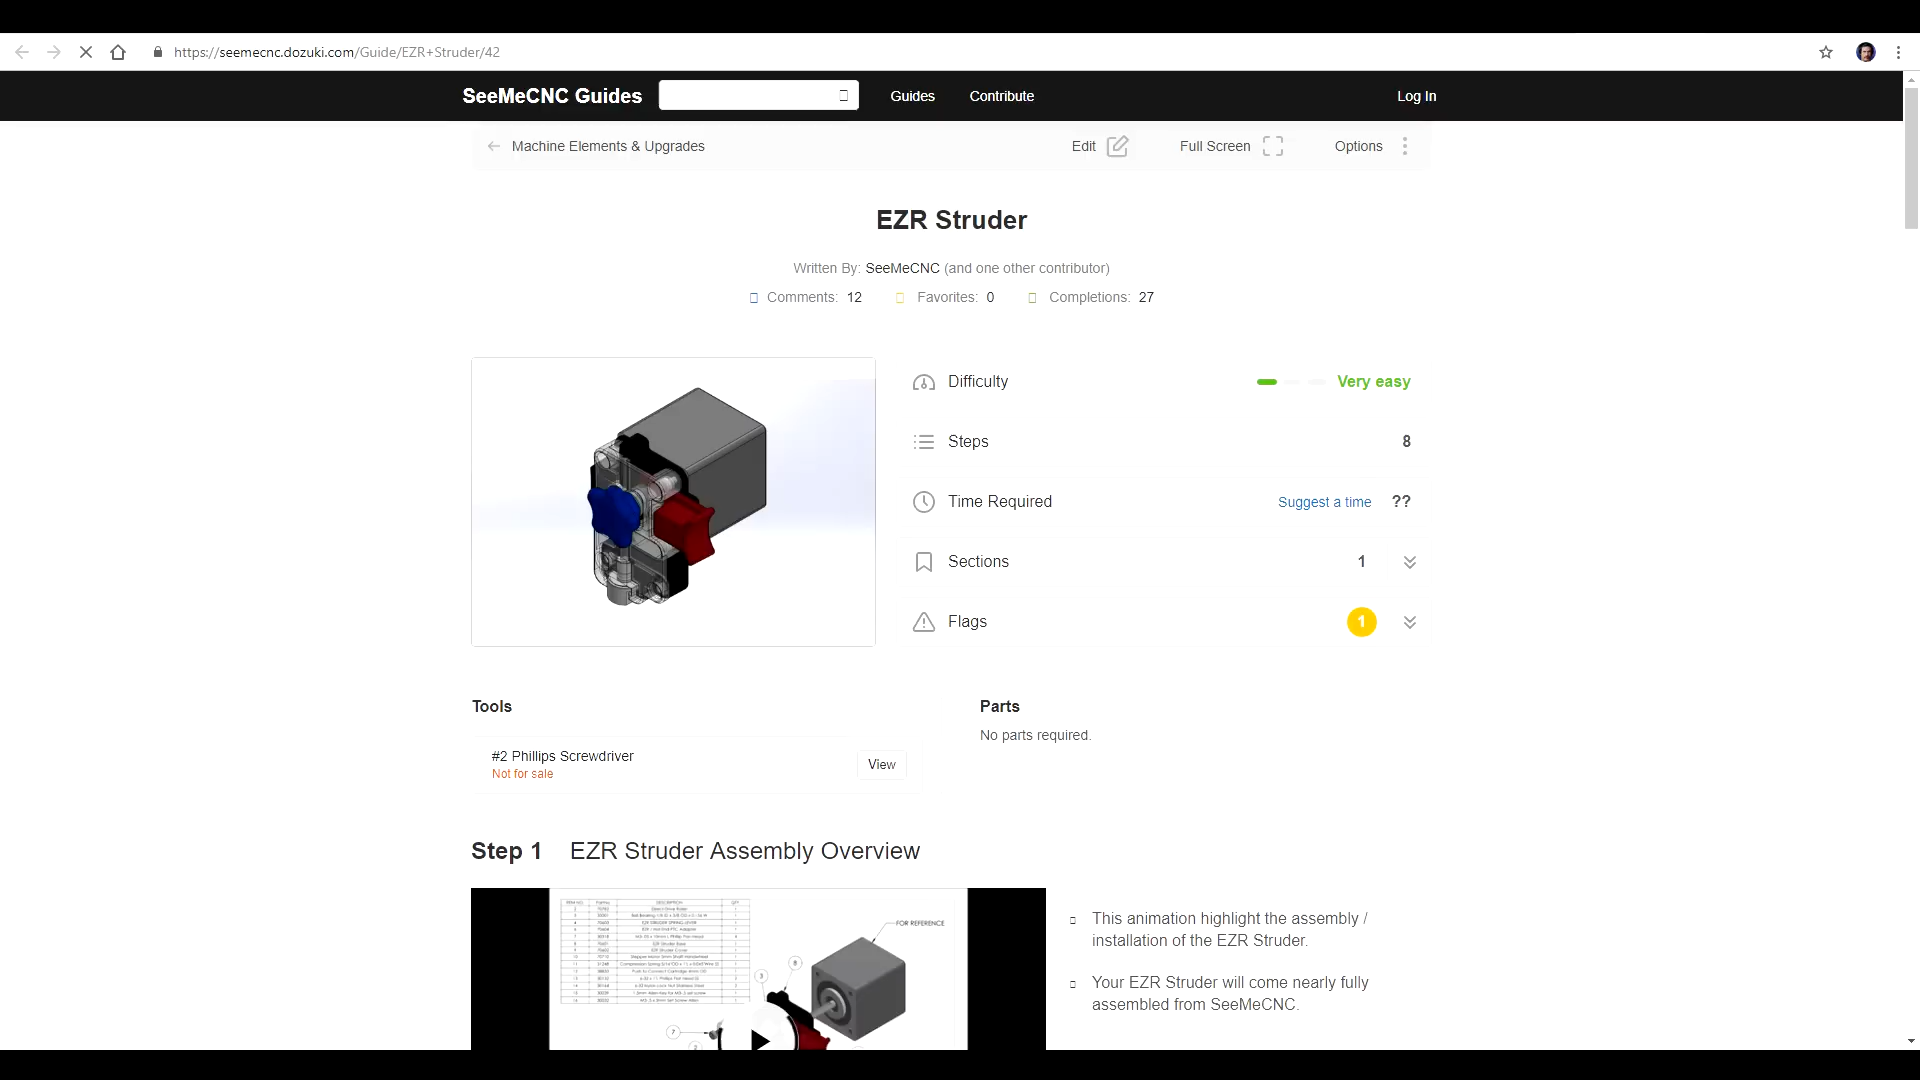 https://seemecnc.dozuki.com/Guide/EZR+Struder/42
SeeMeCNC Guides
Guides
Contribute
Log In
Machine Elements & Upgrades
Edit
Full Screen
Options
EZR Struder
Written By: SeeMeCNC (and one other contributor)
Comments: 12
Favorites: 0
Completions: 27
Difficulty
Very easy
Steps
8
Time Required
Suggest a time
??
Sections
1
Flags
1
Tools
Parts
No parts required.
#2 Phillips Screwdriver
Not for sale
View
Step 1 EZR Struder Assembly Overview
FOR REFERENCE
8
3
7
2
This animation highlight the assembly /
installation of the EZR Struder.
Your EZR Struder will come nearly fully
assembled from SeeMeCNC.